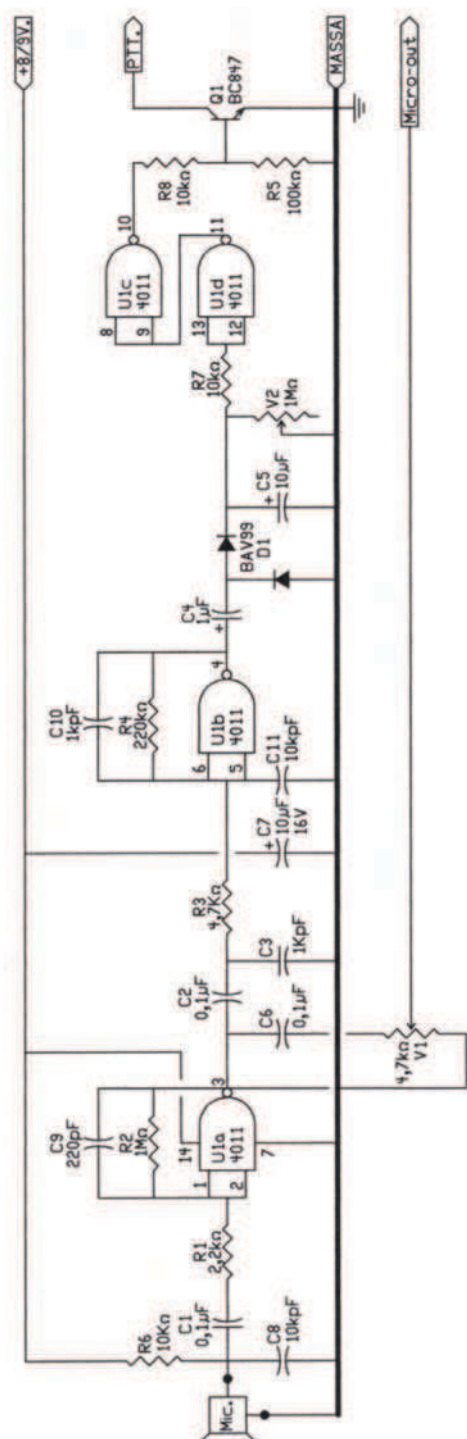 +8/9V.
PTT.
MASSA
Micro-out
Q1
BC847
R8
10kΩ
R5
100kΩ
10
U1c
4011
8
9
11
U1d
4011
13
12
R7
10kΩ
V2
1MΩ
+
C5
10µF
BAV99
D1
C4
1µF
+
C10
1kpF
R4
220kΩ
4
U1b
4011
6
5
C11
10kpF
+
C7
10µF
16V
R3
4,7KΩ
C3
1KpF
C2
0,1µF
C6
0,1µF
4,7kΩ
V1
C9
220pF
R2
1MΩ
3
14
U1a
4011
7
1
2
R1
2,2kΩ
R6
10KΩ
C1
0,1µF
C8
10kpF
Mic.